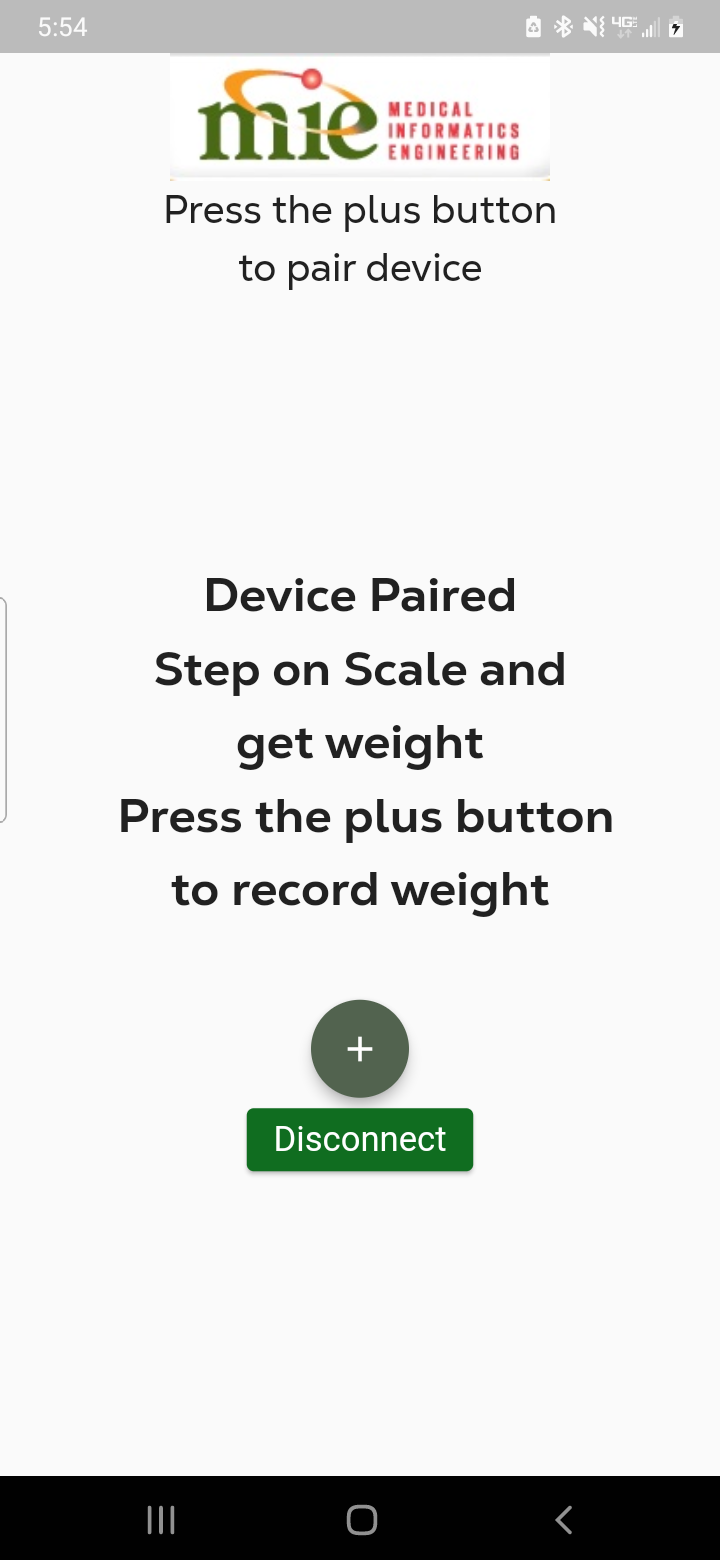 5:54
4G
mie
MEDICAL
INFORMATICS
ENGINEERING
Press the plus button
to pair device
Device Paired
Step on Scale and
get weight
Press the plus button
to record weight
+
Disconnect